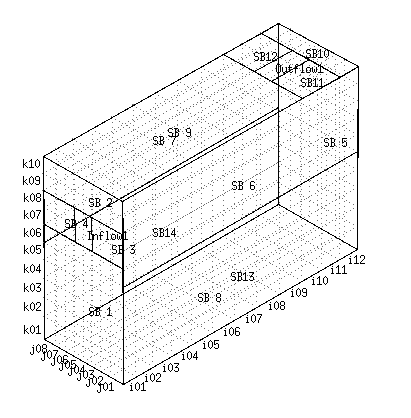 SB12
SB10
Outflow1
SB11
SB 9
SB 7
SB 5
k10
k09
k08
k07
k06
k05
k04
k03
k02
k01
SB 6
SB 2
SB 4
Inflow1
SB 3
SB14
SB13
SB 8
SB 1
i12
i11
i10
i09
i08
i07
i06
i05
i04
i03
i02
i01
j08
j07
j06
j05
j04
j03
j02
j01